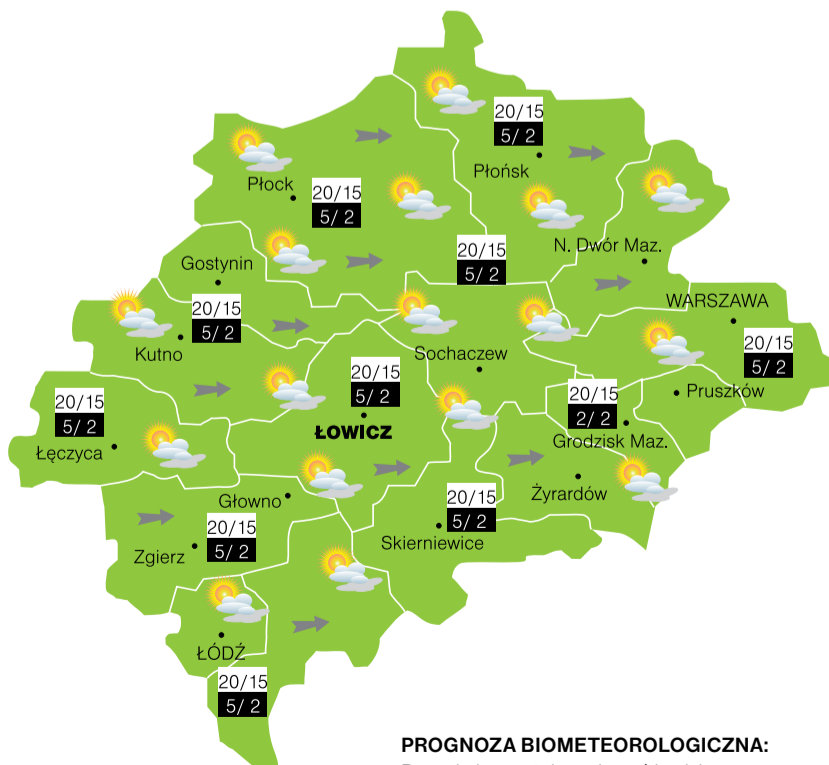 20/15
5/ 2
Płońsk
Płock
20/15
5/ 2
N. Dwór Maz.
20/15
5/ 2
Gostynin
WARSZAWA
20/15
5/ 2
Kutno
20/15
5/ 2
Sochaczew
20/15
5/ 2
ŁOWICZ
Pruszków
20/15
2/ 2
Grodzisk Maz.
20/15
5/ 2
Łęczyca
Żyrardów
Głowno
20/15
5/ 2
Skierniewice
20/15
5/ 2
Zgierz
ŁÓDŹ
20/15
5/ 2
PROGNOZA BIOMETEOROLOGICZNA: